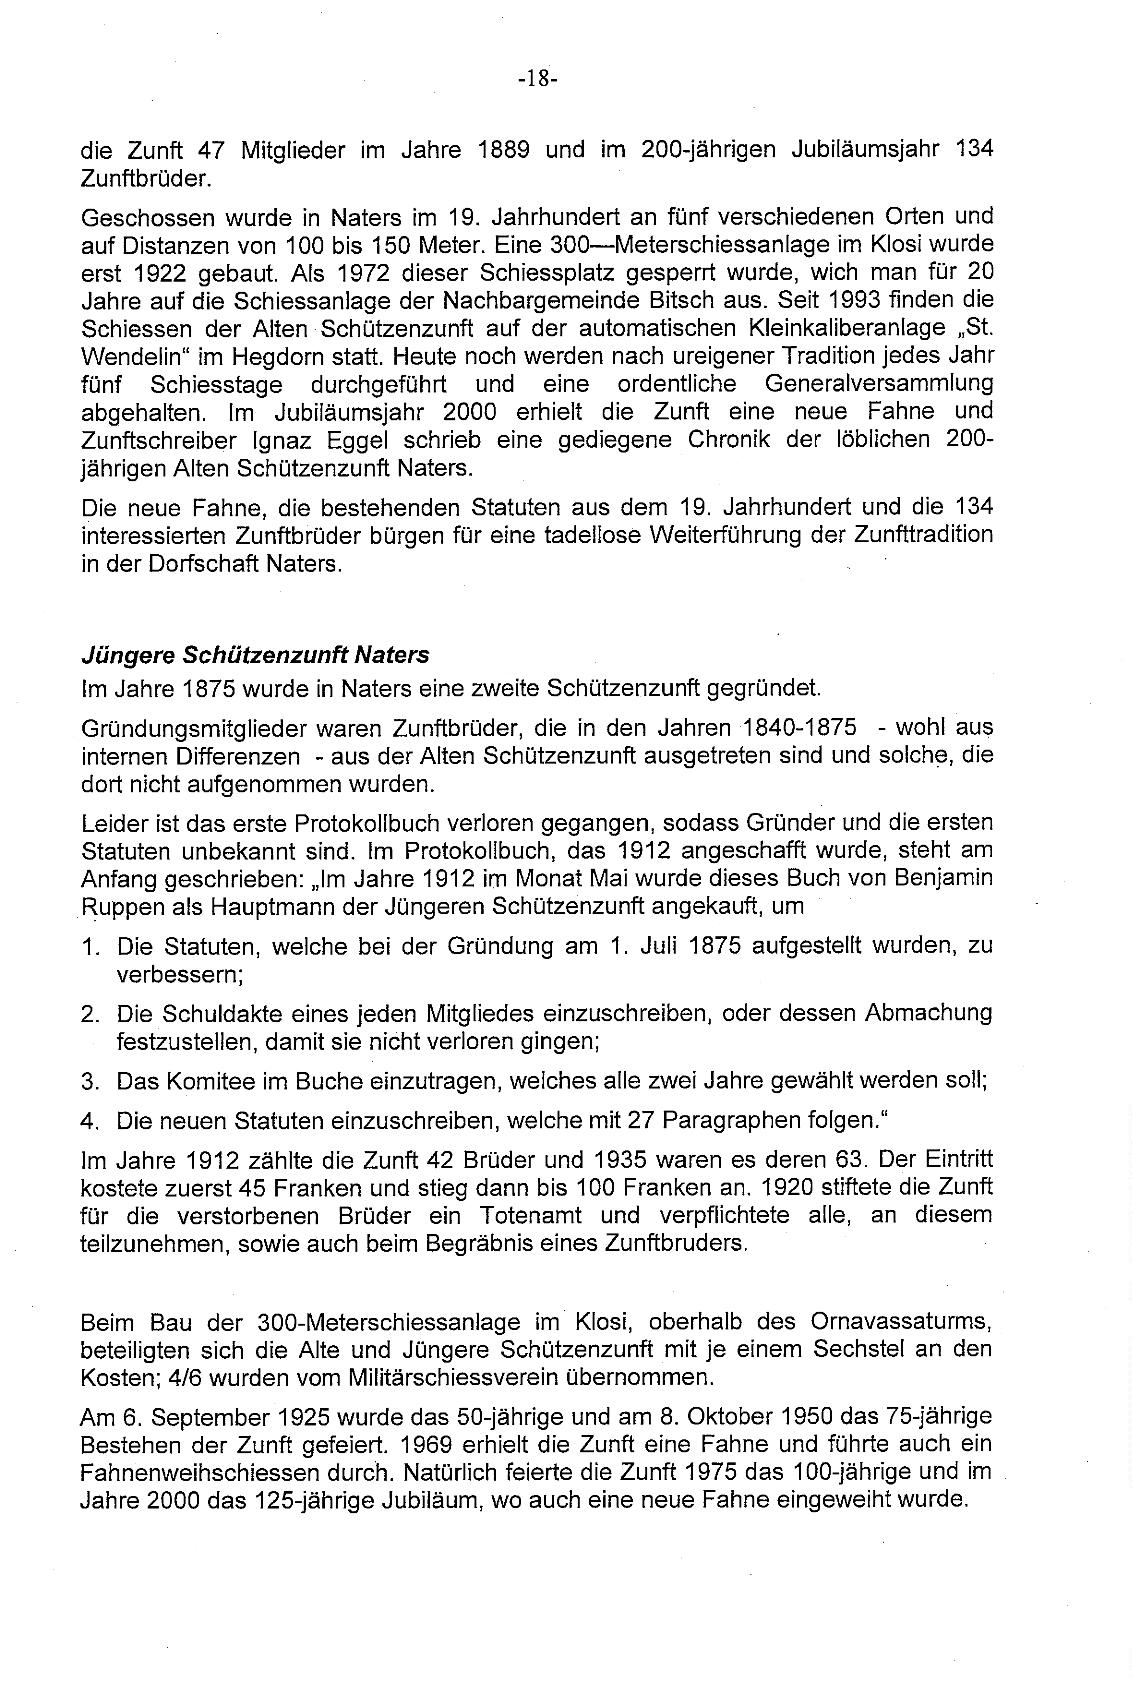 -18-
die Zunft 47 Mitglieder im Jahre 1889 und im 200-jährigen Jubiläumsjahr 134
Zunftbrüder.
Geschossen wurde in Naters im 19. Jahrhundert an fünf verschiedenen Orten und
auf Distanzen von 100 bis 150 Meter. Eine 300—Meterschiessanlage im Klosi wurde
erst 1922 gebaut. Als 1972 dieser Schiessplatz gesperrt wurde, wich man für 20
Jahre auf die Schiessanlage der Nachbargemeinde Bitsch aus. Seit 1993 finden die
Schiessen der Alten Schützenzunft auf der automatischen Kleinkaliberanlage „St.
Wendelin“ im Hegdorn statt. Heute noch werden nach ureigener Tradition jedes Jahr
fünf Schiesstage durchgeführt und eine ordentliche Generalversammlung
abgehalten. Im Jubiläumsjahr 2000 erhielt die Zunft eine neue Fahne und
Zunftschreiber Ignaz Eggel schrieb eine gediegene Chronik der löblichen 200-
jährigen Alten Schützenzunft Naters.
Die neue Fahne, die bestehenden Statuten aus dem 19. Jahrhundert und die 134
interessierten Zunftbrüder bürgen für eine tadellose Weiterführung der Zunfttradition
in der Dorfschaft Naters.
Jüngere Schützenzunft Naters
Im Jahre 1875 wurde in Naters eine zweite Schützenzunft gegründet.
Gründungsmitglieder waren Zunftbrüder, die in den Jahren 1840-1875 - wohl aus
internen Differenzen - aus der Alten Schützenzunft ausgetreten sind und solche, die
dort nicht aufgenommen wurden.
Leider ist das erste Protokollbuch verloren gegangen, sodass Gründer und die ersten
Statuten unbekannt sind. Im Protokollbuch, das 1912 angeschafft wurde, steht am
Anfang geschrieben: „Im Jahre 1912 im Monat Mai wurde dieses Buch von Benjamin
Ruppen als Hauptmann der Jüngeren Schützenzunft angekauft, um
1. Die Statuten, welche bei der Gründung am 1. Juli 1875 aufgestellt wurden, zu
verbessern;
2. Die Schuldakte eines jeden Mitgliedes einzuschreiben, oder dessen Abmachung
festzustellen, damit sie nicht verloren gingen;
3. Das Komitee im Buche einzutragen, welches alle zwei Jahre gewählt werden soll;
4. Die neuen Statuten einzuschreiben, welche mit 27 Paragraphen folgen.“
Im Jahre 1912 zählte die Zunft 42 Brüder und 1935 waren es deren 63. Der Eintritt
kostete zuerst 45 Franken und stieg dann bis 100 Franken an. 1920 stiftete die Zunft
für die verstorbenen Brüder ein Totenamt und verpflichtete alle, an diesem
teilzunehmen, sowie auch beim Begräbnis eines Zunftbruders.
Beim Bau der 300-Meterschiessanlage im Klosi, oberhalb des Ornavassaturms,
beteiligten sich die Alte und Jüngere Schützenzunft mit je einem Sechstel an den
Kosten; 4/6 wurden vom Militärschiessverein übernommen.
Am 6. September 1925 wurde das 50-jährige und am 8. Oktober 1950 das 75-jährige
Bestehen der Zunft gefeiert. 1969 erhielt die Zunft eine Fahne und führte auch ein
Fahnenweihschiessen durch. Natürlich feierte die Zunft 1975 das 100-jährige und im
Jahre 2000 das 125-jährige Jubiläum, wo auch eine neue Fahne eingeweiht wurde.